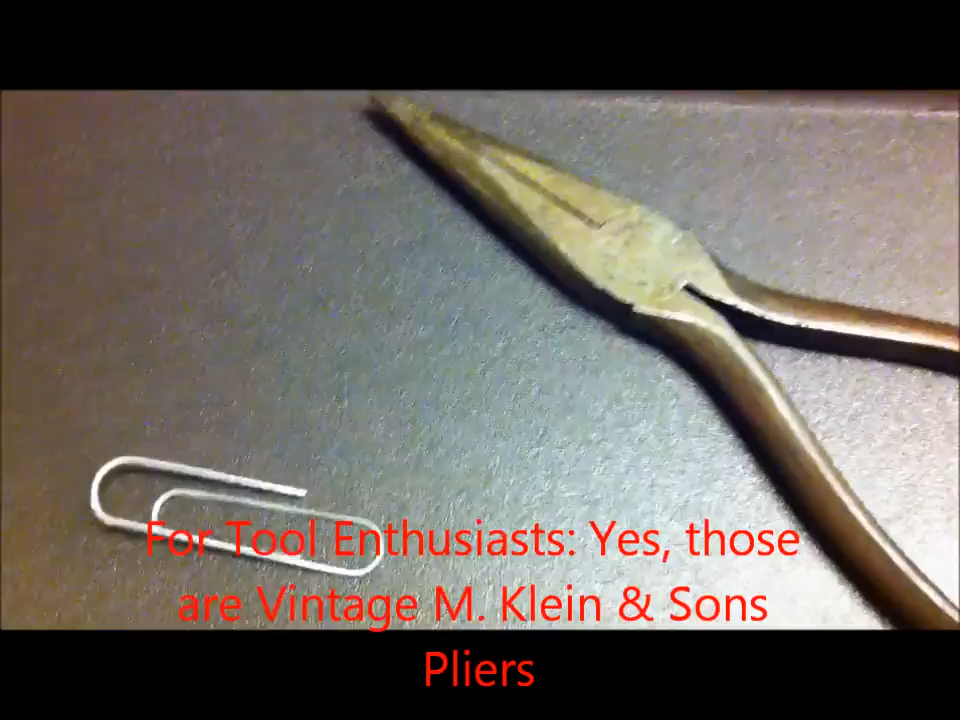 For Tool Enthusiasts: Yes, those
are Vintage M. Klein & Sons
Pliers